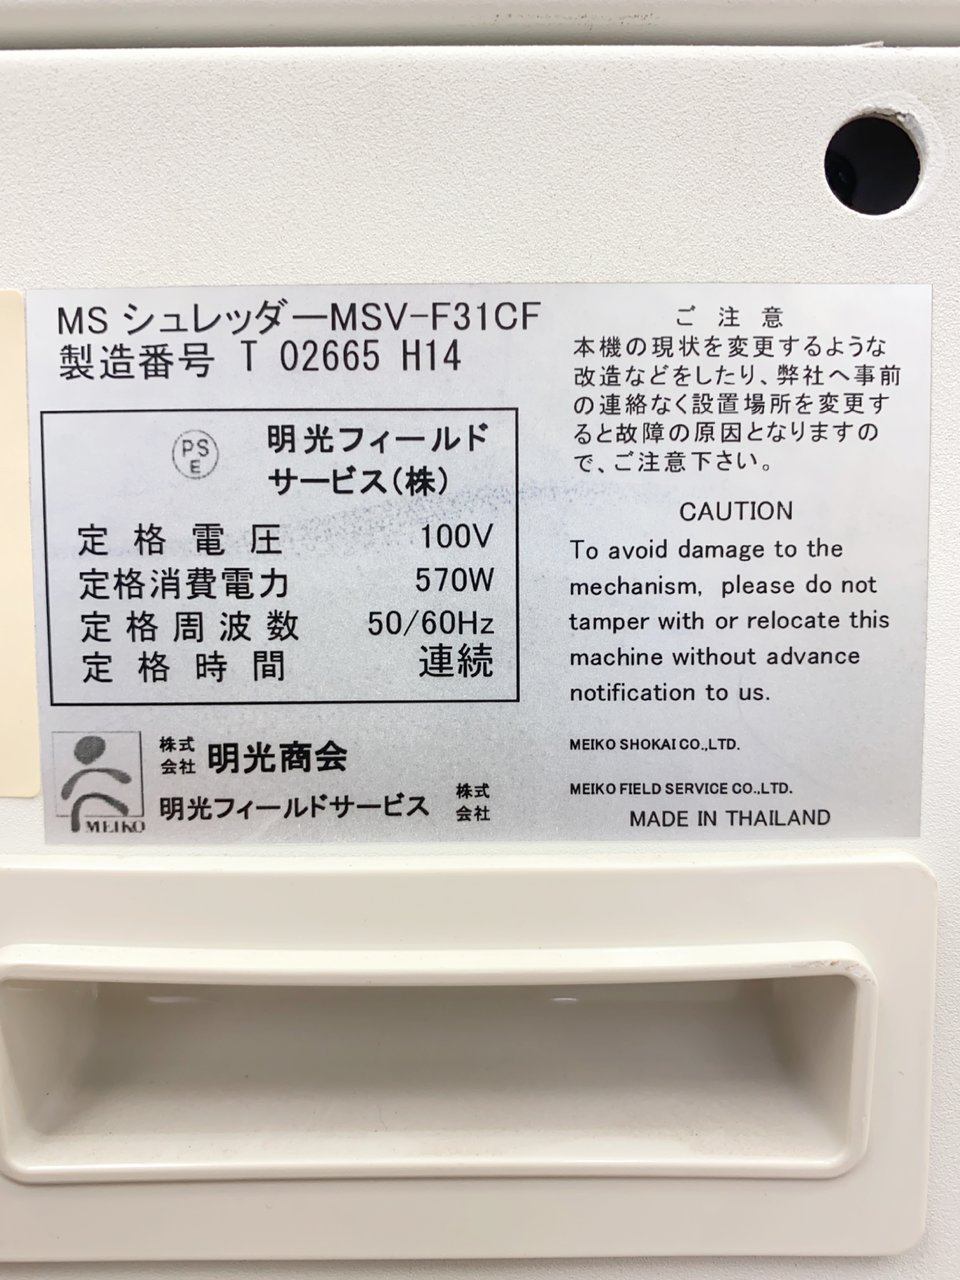 MS シュレッダーMSV-F31CF
製造番号 T 02665 H14
PS
E
明光フィールド
サービス(株)
定格電圧 100V
定格消費電力 570W
定格周波数 50/60Hz
定格時間 連続
MEIKO
株式
会社 明光商会
明光フィールドサービス 株式
会社
ご注意
本機の現状を変更するような
改造などをしたり、弊社へ事前
の連絡なく設置場所を変更す
ると故障の原因となりますの
で、ご注意下さい。
CAUTION
To avoid damage to the
mechanism, please do not
tamper with or relocate this
machine without advance
notification to us.
MEIKO SHOKAI CO.,LTD.
MEIKO FIELD SERVICE CO.,LTD.
MADE IN THAILAND